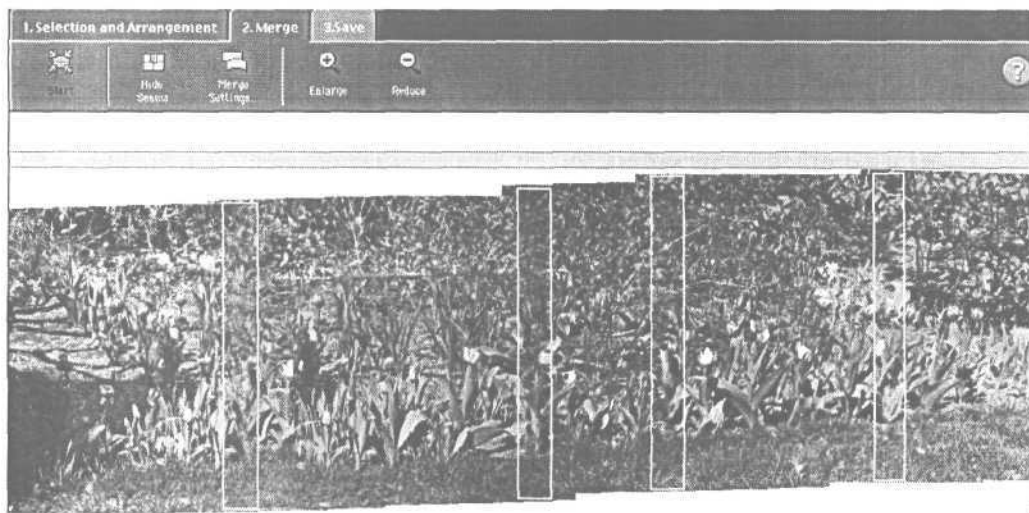 1. Selection and Arrangement 2. Merge 3. Save
Start Hide Seams Merge Settings... Enlarge Reduce ?